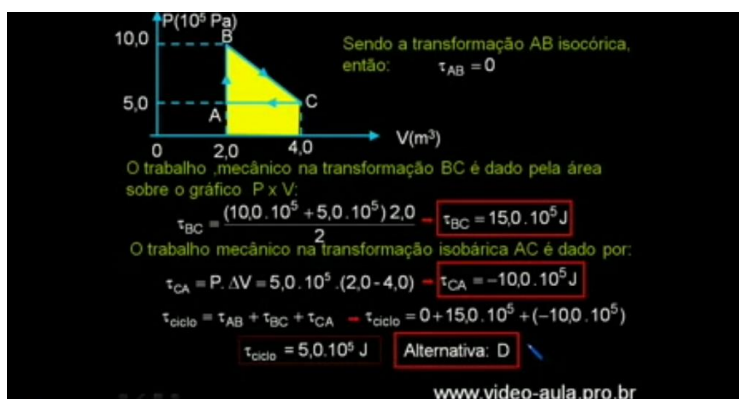 P(10⁵ Pa)
10,0
B
Sendo a transformação AB isocórica,
então: τAB = 0
5,0
C
A
V(m³)
0 2,0 4,0
O trabalho ,mecânico na transformação BC é dado pela área
sobre o gráfico P x V:
τBC = (10,0 . 10⁵ + 5,0 . 10⁵) 2,0 / 2 – τBC = 15,0 . 10⁵ J
O trabalho mecânico na transformação isobárica AC é dado por:
τCA = P. ΔV = 5,0 . 10⁵ .(2,0 - 4,0) – τCA = –10,0 . 10⁵ J
τciclo = τAB + τBC + τCA – τciclo = 0 + 15,0 . 10⁵ + (–10,0 . 10⁵)
τciclo = 5,0.10⁵ J Alternativa: D
www.video-aula.pro.br